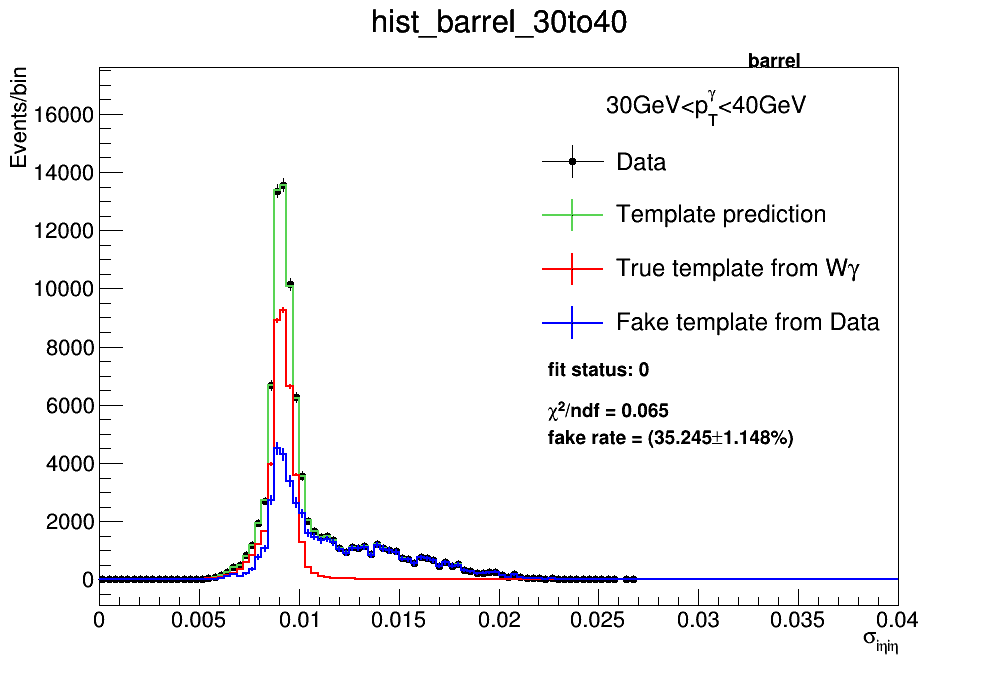 hist_barrel_30to40
barrel
Events/bin
30GeV<p_T^γ<40GeV
Data
Template prediction
True template from Wγ
Fake template from Data
fit status: 0
χ²/ndf = 0.065
fake rate = (35.245±1.148%)
16000
14000
12000
10000
8000
6000
4000
2000
0
0 0.005 0.01 0.015 0.02 0.025 0.03 0.035 0.04
σ_iηiη